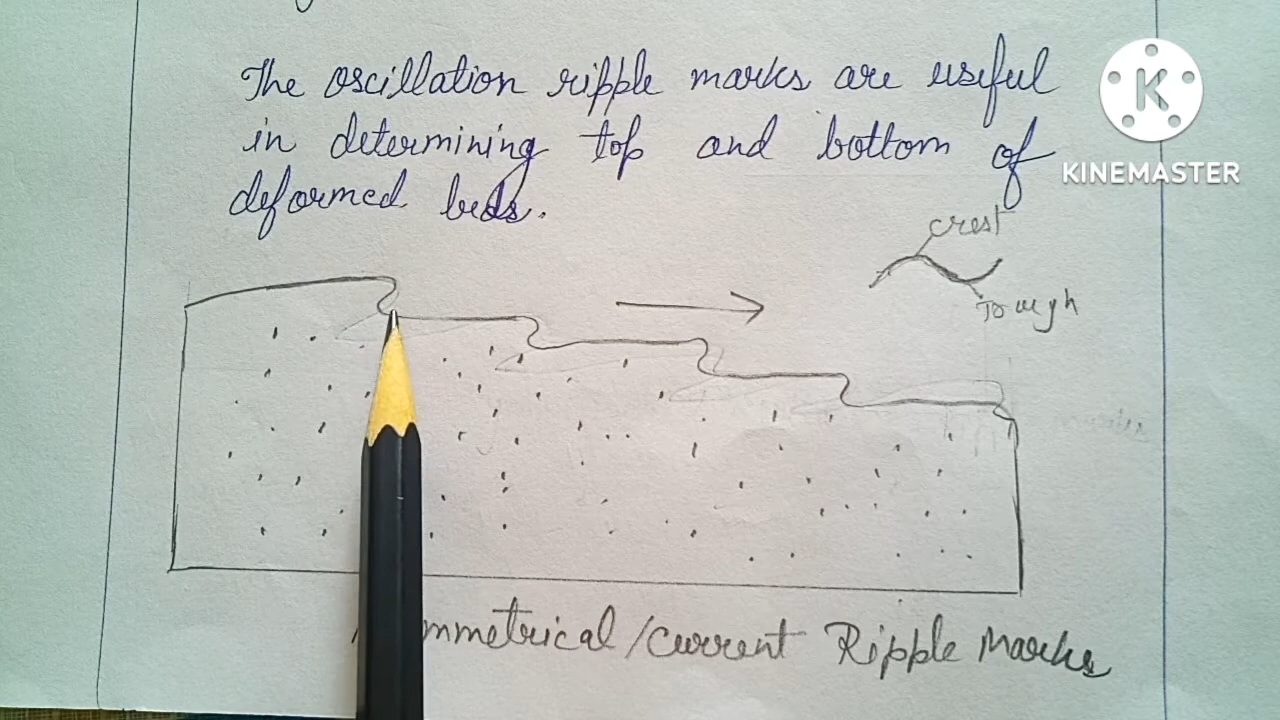 The oscillation ripple marks are useful
in determining top and bottom of
deformed beds.
K
KINEMASTER
crest
Trough
mmetrical/current Ripple Marks